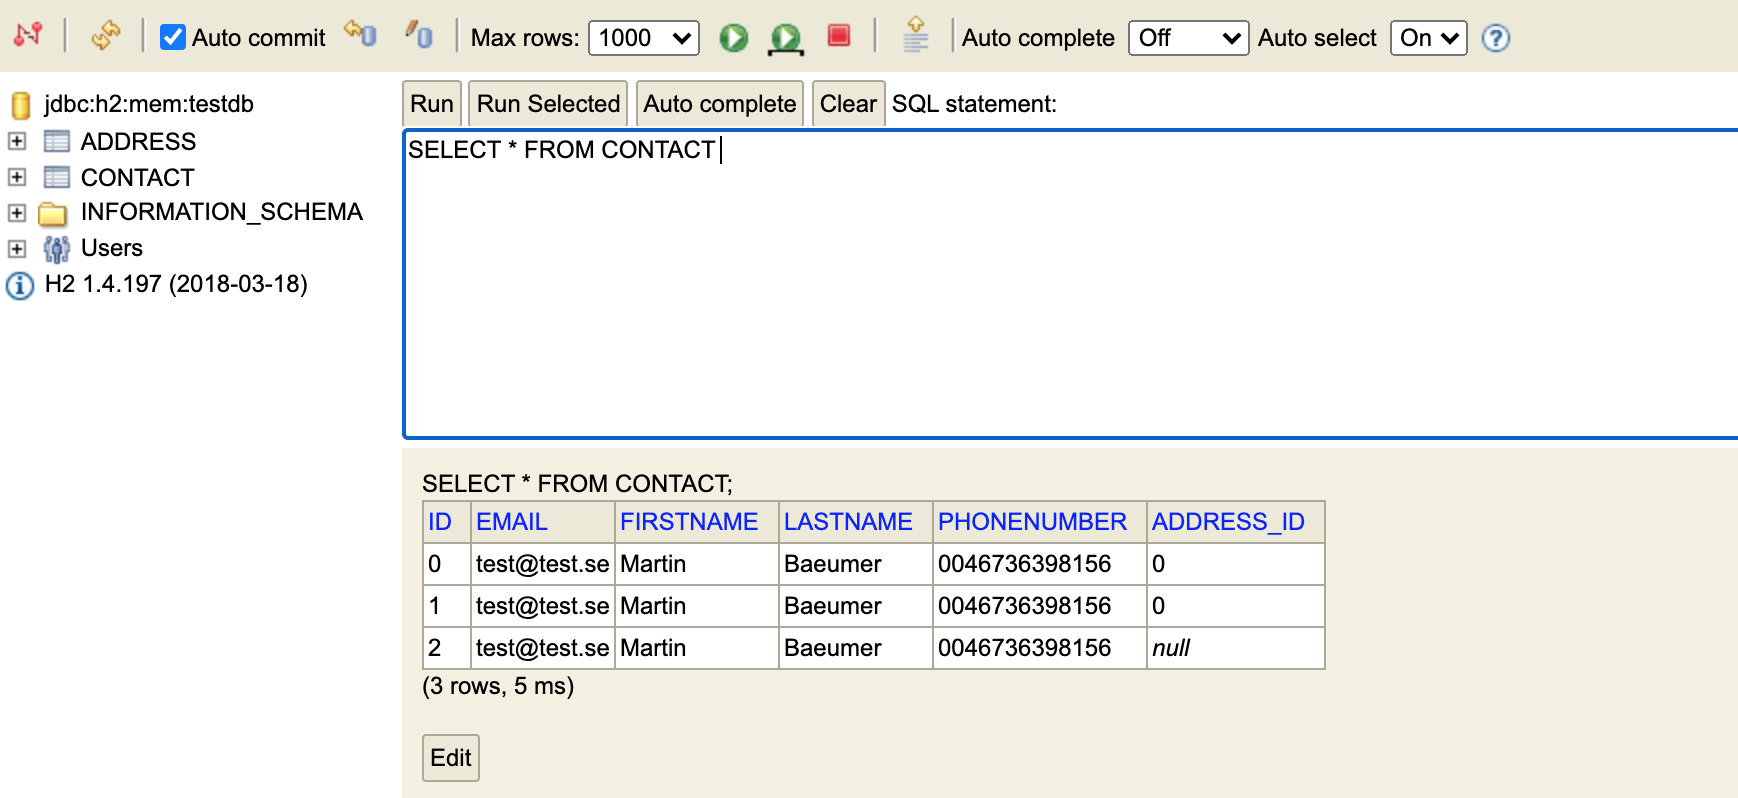 Auto commit Max rows: 1000 Auto complete Off Auto select On ?
jdbc:h2:mem:testdb
ADDRESS
CONTACT
INFORMATION_SCHEMA
Users
H2 1.4.197 (2018-03-18)
Run Run Selected Auto complete Clear SQL statement:
SELECT * FROM CONTACT
SELECT * FROM CONTACT;
ID EMAIL FIRSTNAME LASTNAME PHONENUMBER ADDRESS_ID
0 test@test.se Martin Baeumer 0046736398156 0
1 test@test.se Martin Baeumer 0046736398156 0
2 test@test.se Martin Baeumer 0046736398156 null
(3 rows, 5 ms)
Edit